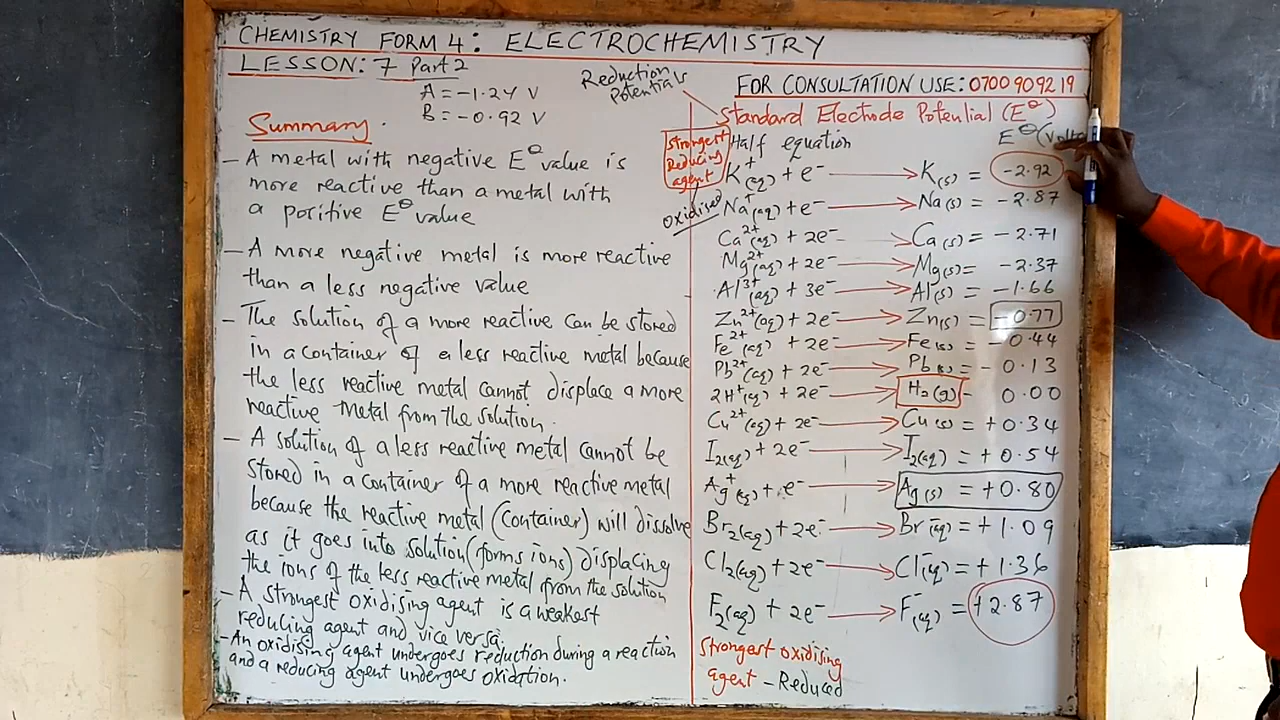 CHEMISTRY FORM 4: ELECTROCHEMISTRY
LESSON: 7 Part 2
A = -1.24 V
B = -0.92 V
Summary.
- A metal with negative E⊖ value is
more reactive than a metal with
a poritive E⊖ value
- A more negative metal is more reactive
than a less negative value
- The solution of a more reactive can be stored
in a container of a less reactive metal because
the less reactive metal cannot displace a more
reactive metal from the solution.
- A solution of a less reactive metal cannot be
stored in a container of a more reactive metal
because the reactive metal (container) will dissolve
as it goes into solution (forms ions) displacing
the ions of the less reactive metal from the solution
- A strongest oxidising agent is a weakest
reducing agent and vice versa.
- An oxidising agent undergoes reduction during a reaction
and a reducing agent undergoes oxidation.
Reduction
Potentials
FOR CONSULTATION USE: 0700909219
Standard Electrode Potential (E⊖)
Strongest
Reducing
agent
Oxidised
Half equation E⊖ (Volts
K⁺(aq) + e⁻ → K(s) = -2.92
Na⁺(aq) + e⁻ → Na(s) = -2.87
Ca²⁺(aq) + 2e⁻ → Ca(s) = -2.71
Mg²⁺(aq) + 2e⁻ → Mg(s) = -2.37
Al³⁺(aq) + 3e⁻ → Al(s) = -1.66
Zn²⁺(aq) + 2e⁻ → Zn(s) = -0.77
Fe²⁺(aq) + 2e⁻ → Fe(s) = -0.44
Pb²⁺(aq) + 2e⁻ → Pb(s) = -0.13
2H⁺(aq) + 2e⁻ → H₂(g) - 0.00
Cu²⁺(aq) + 2e⁻ → Cu(s) = +0.34
I₂(aq) + 2e⁻ → I₂(aq) = +0.54
Ag⁺(aq) + e⁻ → Ag(s) = +0.80
Br₂(aq) + 2e⁻ → Br⁻(aq) = +1.09
Cl₂(aq) + 2e⁻ → Cl⁻(aq) = +1.36
F₂(aq) + 2e⁻ → F⁻(aq) = +2.87
Strongest oxidising
agent - Reduced